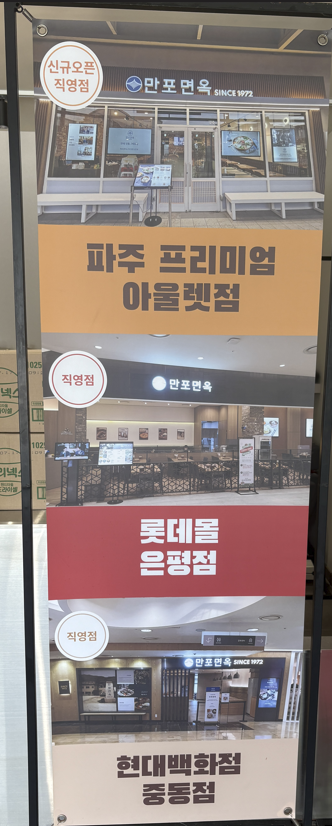 신규오픈
직영점
만포면옥 SINCE 1972
파주 프리미엄
아울렛점
직영점
만포면옥
롯데몰
은평점
직영점
만포면옥 SINCE 1972
현대백화점
중동점
1025
102